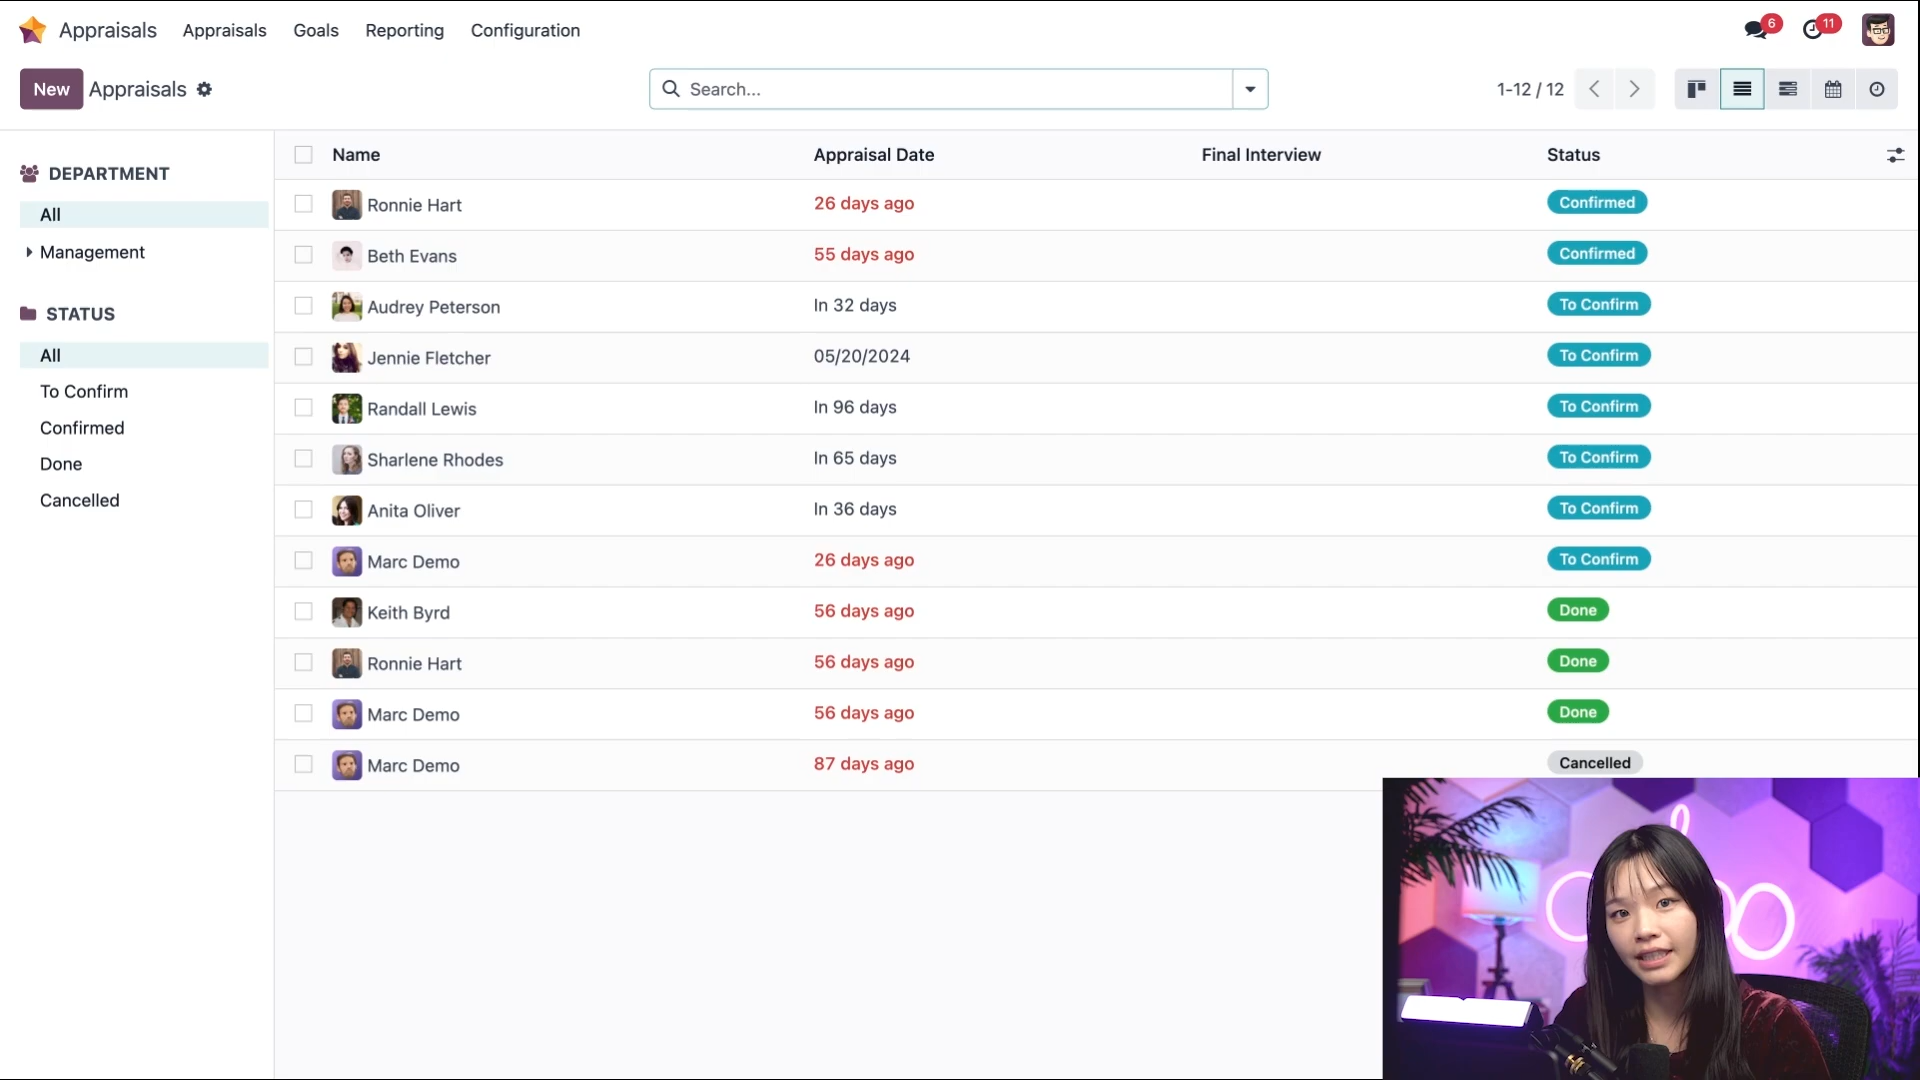 Appraisals Appraisals Goals Reporting Configuration 6 11
New Appraisals Search... 1-12 / 12
DEPARTMENT
All
Management
STATUS
All
To Confirm
Confirmed
Done
Cancelled
Name Appraisal Date Final Interview Status
Ronnie Hart 26 days ago Confirmed
Beth Evans 55 days ago Confirmed
Audrey Peterson In 32 days To Confirm
Jennie Fletcher 05/20/2024 To Confirm
Randall Lewis In 96 days To Confirm
Sharlene Rhodes In 65 days To Confirm
Anita Oliver In 36 days To Confirm
Marc Demo 26 days ago To Confirm
Keith Byrd 56 days ago Done
Ronnie Hart 56 days ago Done
Marc Demo 56 days ago Done
Marc Demo 87 days ago Cancelled